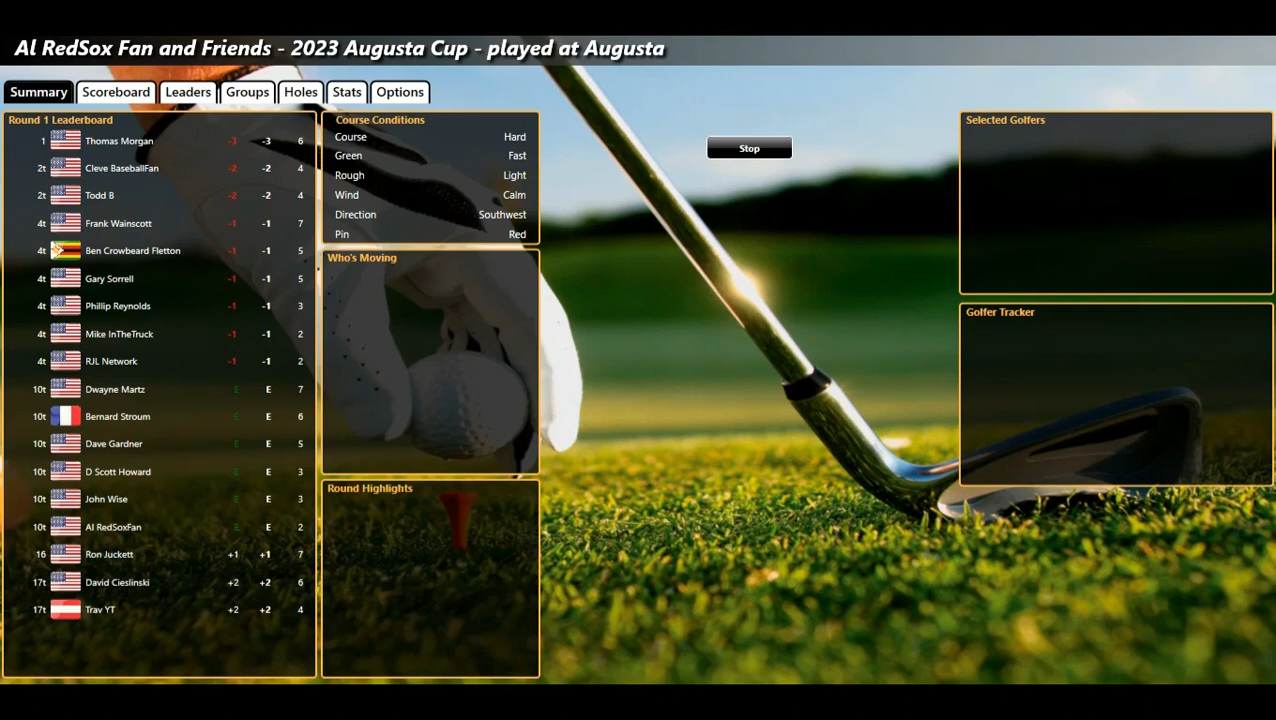 Al RedSox Fan and Friends - 2023 Augusta Cup - played at Augusta
Summary Scoreboard Leaders Groups Holes Stats Options
Round 1 Leaderboard
1 Thomas Morgan -3 -3 6
2t Cleve BaseballFan -2 -2 4
2t Todd B -2 -2 4
4t Frank Wainscott -1 -1 7
4t Ben Crowbeard Fletton -1 -1 5
4t Gary Sorrell -1 -1 5
4t Phillip Reynolds -1 -1 3
4t Mike InTheTruck -1 -1 2
4t RJL Network -1 -1 2
10t Dwayne Martz E E 7
10t Bernard Stroum E E 6
10t Dave Gardner E E 5
10t D Scott Howard E E 3
10t John Wise E E 3
10t Al RedSoxFan E E 2
16 Ron Juckett +1 +1 7
17t David Cieslinski +2 +2 6
17t Trav YT +2 +2 4
Course Conditions
Course Hard
Green Fast
Rough Light
Wind Calm
Direction Southwest
Pin Red
Who's Moving
Round Highlights
Stop
Selected Golfers
Golfer Tracker